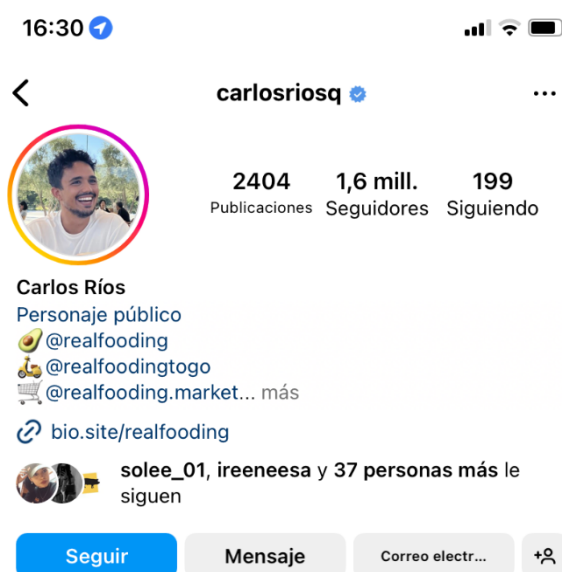 16:30
carlosriosq
2404 1,6 mill. 199
Publicaciones Seguidores Siguiendo
Carlos Ríos
Personaje público
@realfooding
@realfoodingtogo
@realfooding.market... más
bio.site/realfooding
solee_01, ireeneesa y 37 personas más le
siguen
Seguir Mensaje Correo electr...